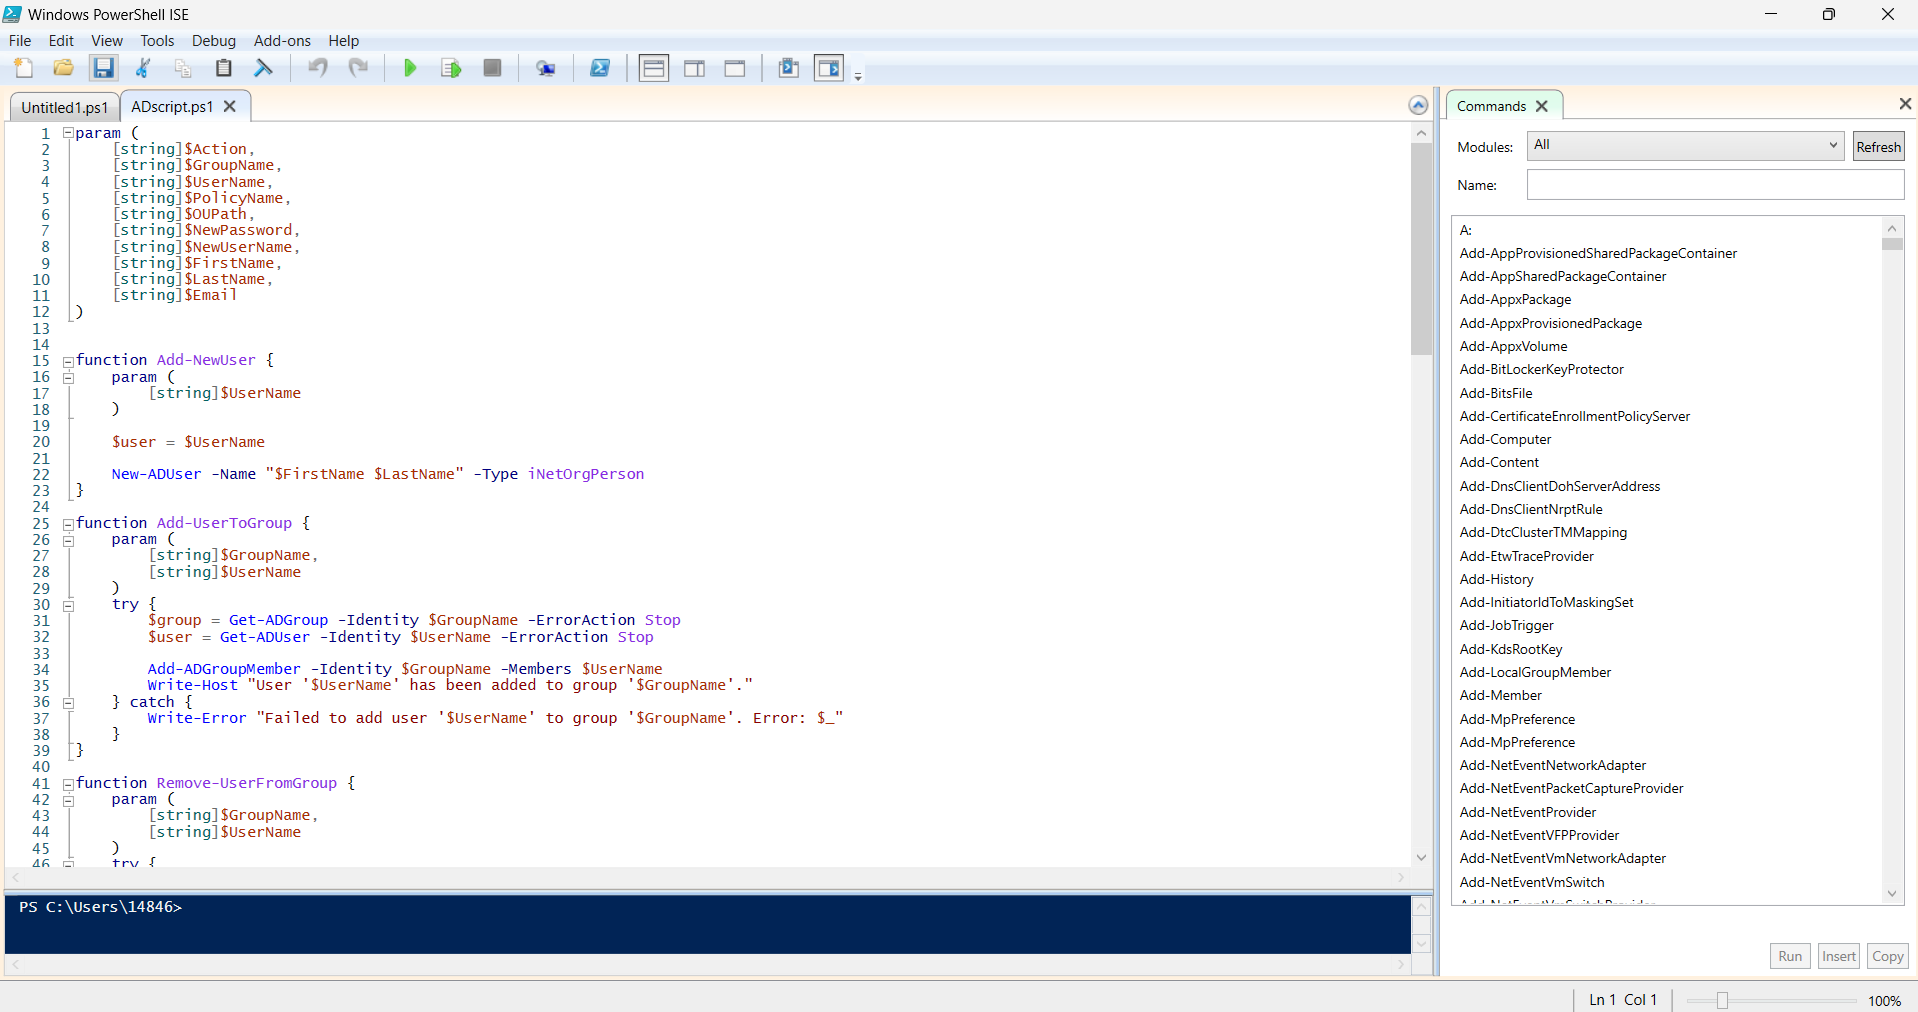 Windows PowerShell ISE
File Edit View Tools Debug Add-ons Help
Untitled1.ps1 ADscript.ps1
1 param (
2 [string]$Action,
3 [string]$GroupName,
4 [string]$UserName,
5 [string]$PolicyName,
6 [string]$OUPath,
7 [string]$NewPassword,
8 [string]$NewUserName,
9 [string]$FirstName,
10 [string]$LastName,
11 [string]$Email
12 )
13
14
15 function Add-NewUser {
16 param (
17 [string]$UserName
18 )
19
20 $user = $UserName
21
22 New-ADUser -Name "$FirstName $LastName" -Type iNetOrgPerson
23 }
24
25 function Add-UserToGroup {
26 param (
27 [string]$GroupName,
28 [string]$UserName
29 )
30 try {
31 $group = Get-ADGroup -Identity $GroupName -ErrorAction Stop
32 $user = Get-ADUser -Identity $UserName -ErrorAction Stop
33
34 Add-ADGroupMember -Identity $GroupName -Members $UserName
35 Write-Host "User '$UserName' has been added to group '$GroupName'."
36 } catch {
37 Write-Error "Failed to add user '$UserName' to group '$GroupName'. Error: $_"
38 }
39 }
40
41 function Remove-UserFromGroup {
42 param (
43 [string]$GroupName,
44 [string]$UserName
45 )
46 try {
PS C:\Users\14846>
Commands
Modules: All Refresh
Name:
A:
Add-AppProvisionedSharedPackageContainer
Add-AppSharedPackageContainer
Add-AppxPackage
Add-AppxProvisionedPackage
Add-AppxVolume
Add-BitLockerKeyProtector
Add-BitsFile
Add-CertificateEnrollmentPolicyServer
Add-Computer
Add-Content
Add-DnsClientDohServerAddress
Add-DnsClientNrptRule
Add-DtcClusterTMMapping
Add-EtwTraceProvider
Add-History
Add-InitiatorIdToMaskingSet
Add-JobTrigger
Add-KdsRootKey
Add-LocalGroupMember
Add-Member
Add-MpPreference
Add-MpPreference
Add-NetEventNetworkAdapter
Add-NetEventPacketCaptureProvider
Add-NetEventProvider
Add-NetEventVFPProvider
Add-NetEventVmNetworkAdapter
Add-NetEventVmSwitch
Run Insert Copy
Ln 1 Col 1 100%